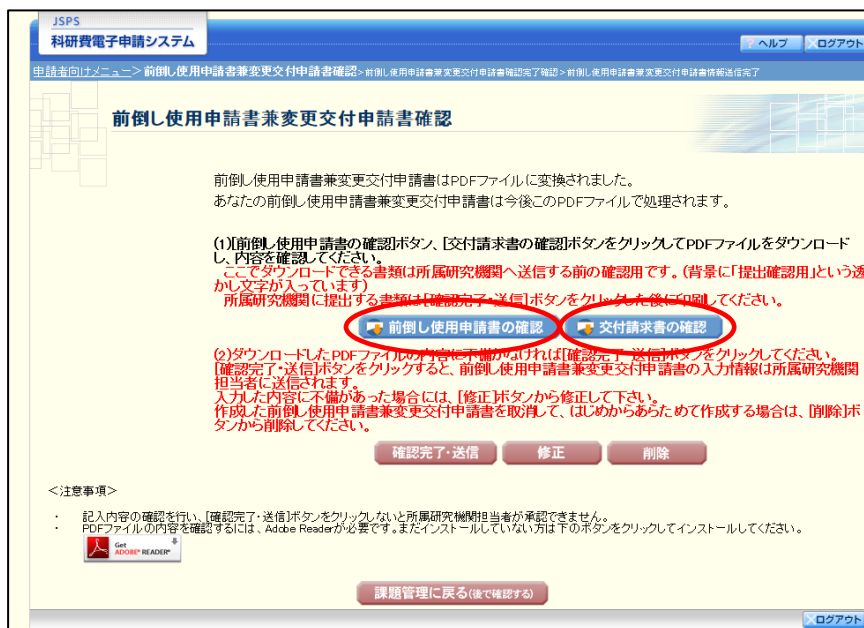 JSPS
科研費電子申請システム
ヘルプ
ログアウト
申請者向けメニュー>前倒し使用申請書兼変更交付申請書確認>前倒し使用申請書兼変更交付申請書確認完了確認>前倒し使用申請書兼変更交付申請書情報送信完了
前倒し使用申請書兼変更交付申請書確認
前倒し使用申請書兼変更交付申請書はPDFファイルに変換されました。
あなたの前倒し使用申請書兼変更交付申請書は今後このPDFファイルで処理されます。
(1)[前倒し使用申請書の確認]ボタン、[交付請求書の確認]ボタンをクリックしてPDFファイルをダウンロード
し、内容を確認してください。
ここでダウンロードできる書類は所属研究機関へ送信する前の確認用です。(背景に「提出確認用」という透
かし文字が入っています)
所属研究機関に提出する書類は[確認完了・送信]ボタンをクリックした後に印刷してください。
前倒し使用申請書の確認
交付請求書の確認
(2)ダウンロードしたPDFファイルの内容に不備がなければ[確認完了・送信]ボタンをクリックしてください。
[確認完了・送信]ボタンをクリックすると、前倒し使用申請書兼変更交付申請書の入力情報は所属研究機関
担当者に送信されます。
入力した内容に不備があった場合には、[修正]ボタンから修正して下さい。
作成した前倒し使用申請書兼変更交付申請書を取消して、はじめからあらためて作成する場合は、[削除]ボ
タンから削除してください。
確認完了・送信
修正
削除
<注意事項>
・ 記入内容の確認を行い、[確認完了・送信]ボタンをクリックしないと所属研究機関担当者が承認できません。
・ PDFファイルの内容を確認するには、Adobe Readerが必要です。まだインストールしていない方は下のボタンをクリックしてインストールしてください。
Get
ADOBE® READER®
課題管理に戻る(後で確認する)
ログアウト